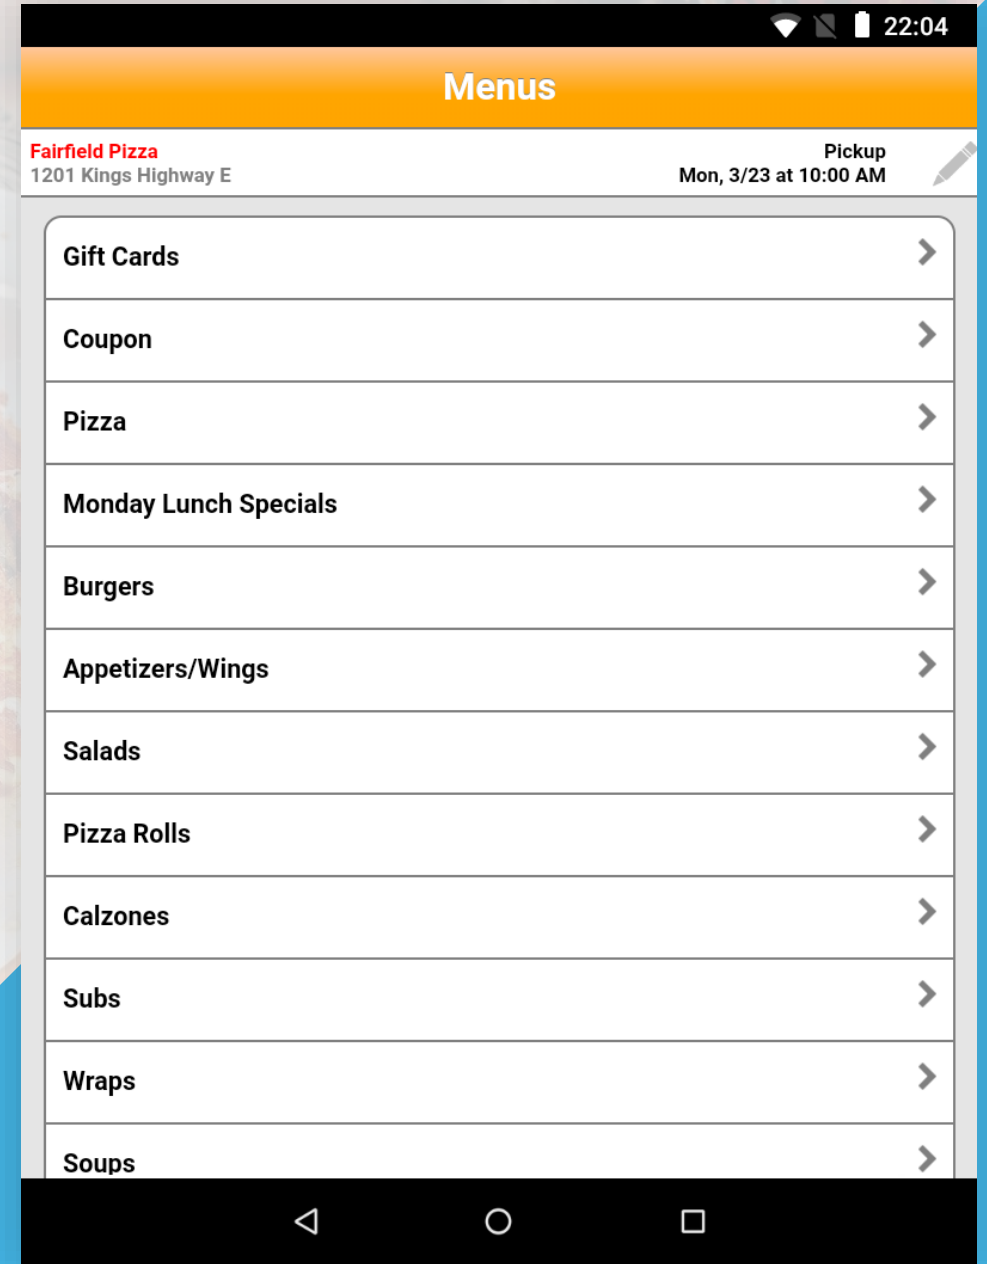 22:04
Menus
Fairfield Pizza
Pickup
1201 Kings Highway E
Mon, 3/23 at 10:00 AM
Gift Cards
Coupon
Pizza
Monday Lunch Specials
Burgers
Appetizers/Wings
Salads
Pizza Rolls
Calzones
Subs
Wraps
Soups